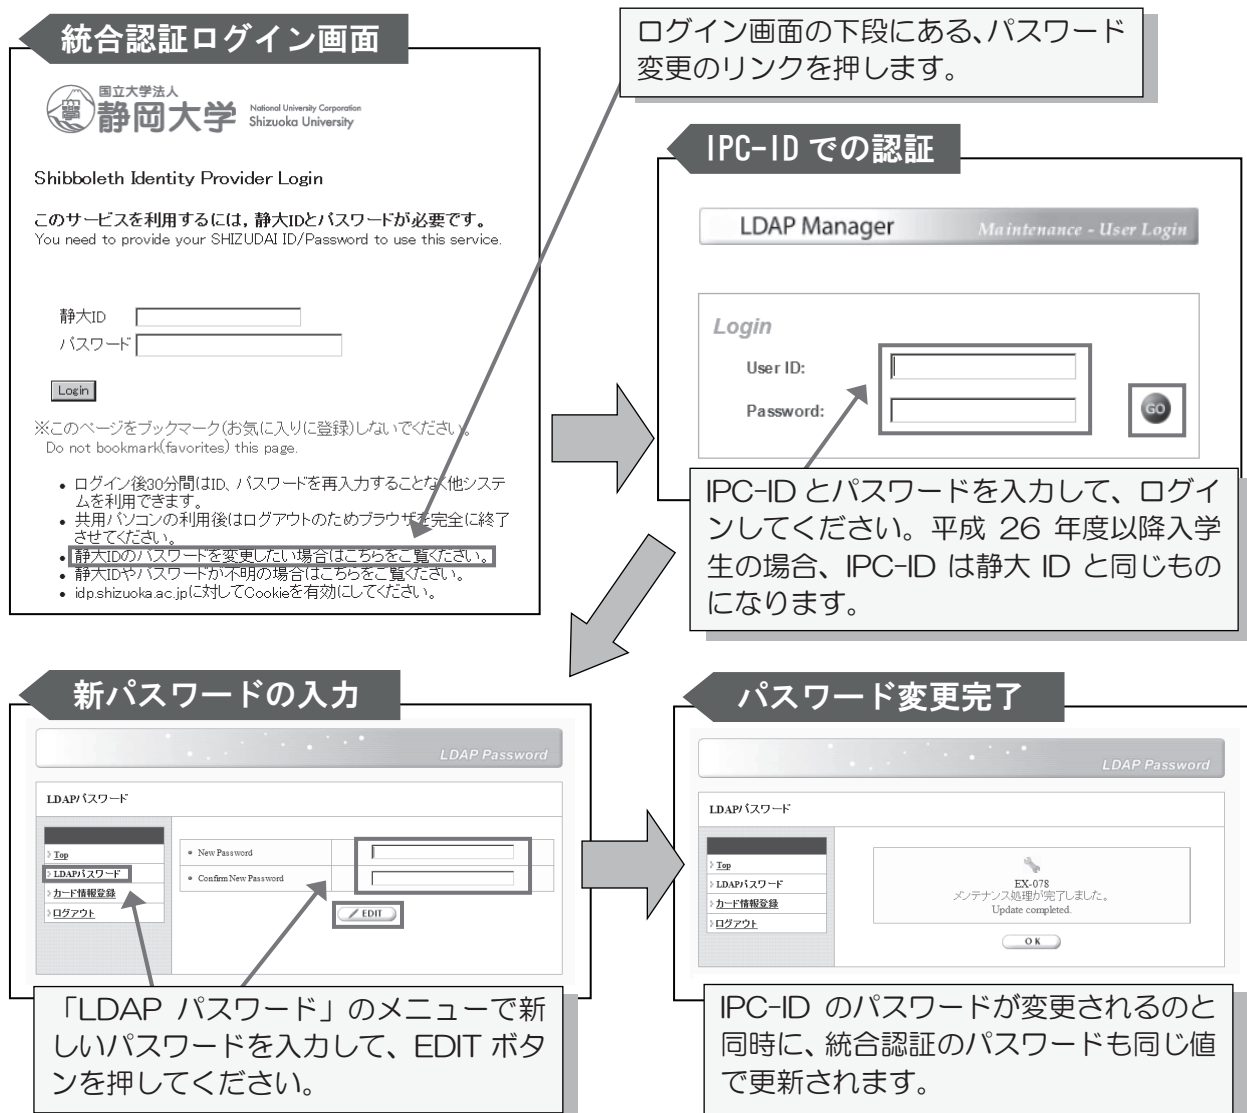 統合認証ログイン画面
国立大学法人
静岡大学
National University Corporation
Shizuoka University
Shibboleth Identity Provider Login
このサービスを利用するには，静大IDとパスワードが必要です。
You need to provide your SHIZUDAI ID/Password to use this service.
静大ID
パスワード
Login
※このページをブックマーク(お気に入りに登録)しないでください。
Do not bookmark(favorites) this page.
• ログイン後30分間はID、パスワードを再入力することなく他システ
ムを利用できます。
• 共用パソコンの利用後はログアウトのためブラウザを完全に終了
させてください。
• 静大IDのパスワードを変更したい場合はこちらをご覧ください。
• 静大IDやパスワードが不明の場合はこちらをご覧ください。
• idp.shizuoka.ac.jpに対してCookieを有効にしてください。
ログイン画面の下段にある、パスワード
変更のリンクを押します。
IPC-ID での認証
LDAP Manager
Maintenance - User Login
Login
User ID:
Password:
GO
IPC-ID とパスワードを入力して、ログイ
ンしてください。平成 26 年度以降入学
生の場合、IPC-ID は静大 ID と同じもの
になります。
新パスワードの入力
LDAP Password
LDAPパスワード
Top
LDAPパスワード
カード情報登録
ログアウト
New Password
Confirm New Password
EDIT
「LDAP パスワード」のメニューで新
しいパスワードを入力して、EDIT ボタ
ンを押してください。
パスワード変更完了
LDAP Password
LDAPパスワード
Top
LDAPパスワード
カード情報登録
ログアウト
EX-078
メンテナンス処理が完了しました。
Update completed.
OK
IPC-ID のパスワードが変更されるのと
同時に、統合認証のパスワードも同じ値
で更新されます。